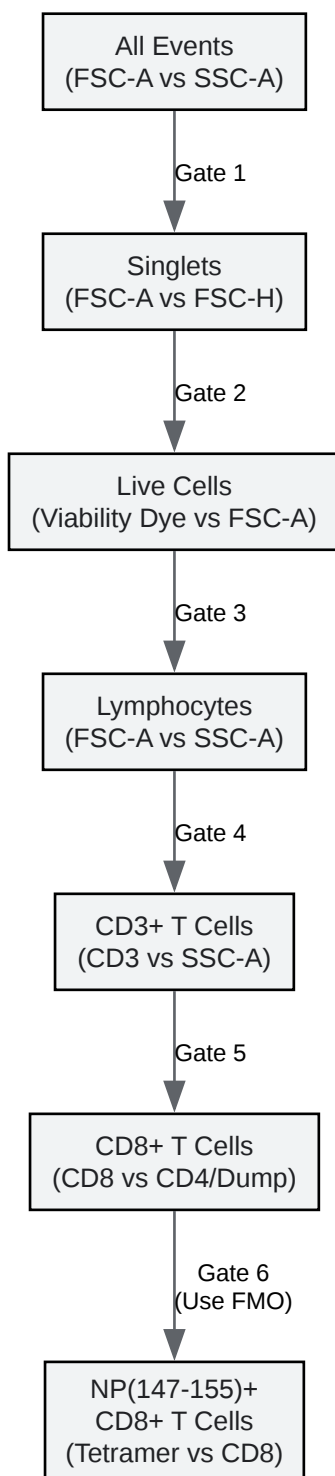 All Events
(FSC-A vs SSC-A)
Gate 1
Singlets
(FSC-A vs FSC-H)
Gate 2
Live Cells
(Viability Dye vs FSC-A)
Gate 3
Lymphocytes
(FSC-A vs SSC-A)
Gate 4
CD3+ T Cells
(CD3 vs SSC-A)
Gate 5
CD8+ T Cells
(CD8 vs CD4/Dump)
Gate 6
(Use FMO)
NP(147-155)+
CD8+ T Cells
(Tetramer vs CD8)